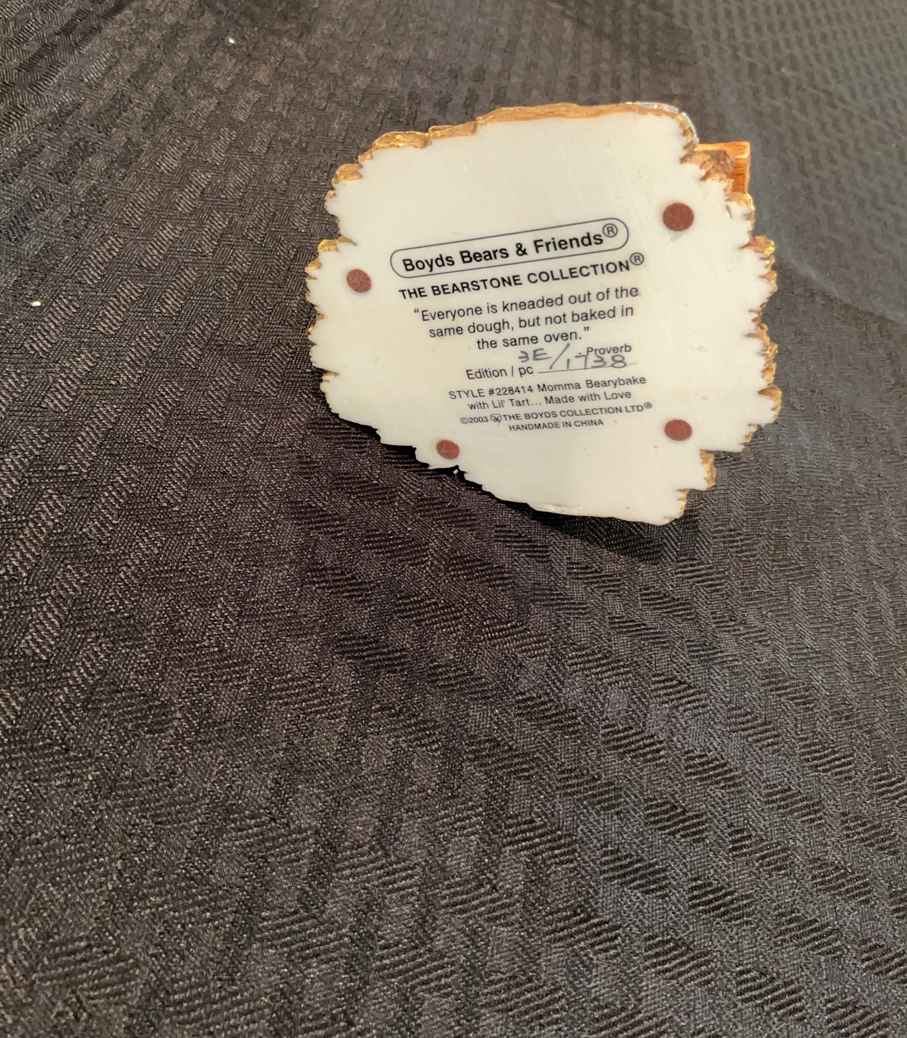 Boyds Bears & Friends®
THE BEARSTONE COLLECTION®
“Everyone is kneaded out of the
same dough, but not baked in
the same oven.”
-Proverb
Edition / pc 3E/1738
STYLE #228414 Momma Bearybake
with Lil' Tart... Made with Love
©2003 THE BOYDS COLLECTION LTD®
HANDMADE IN CHINA